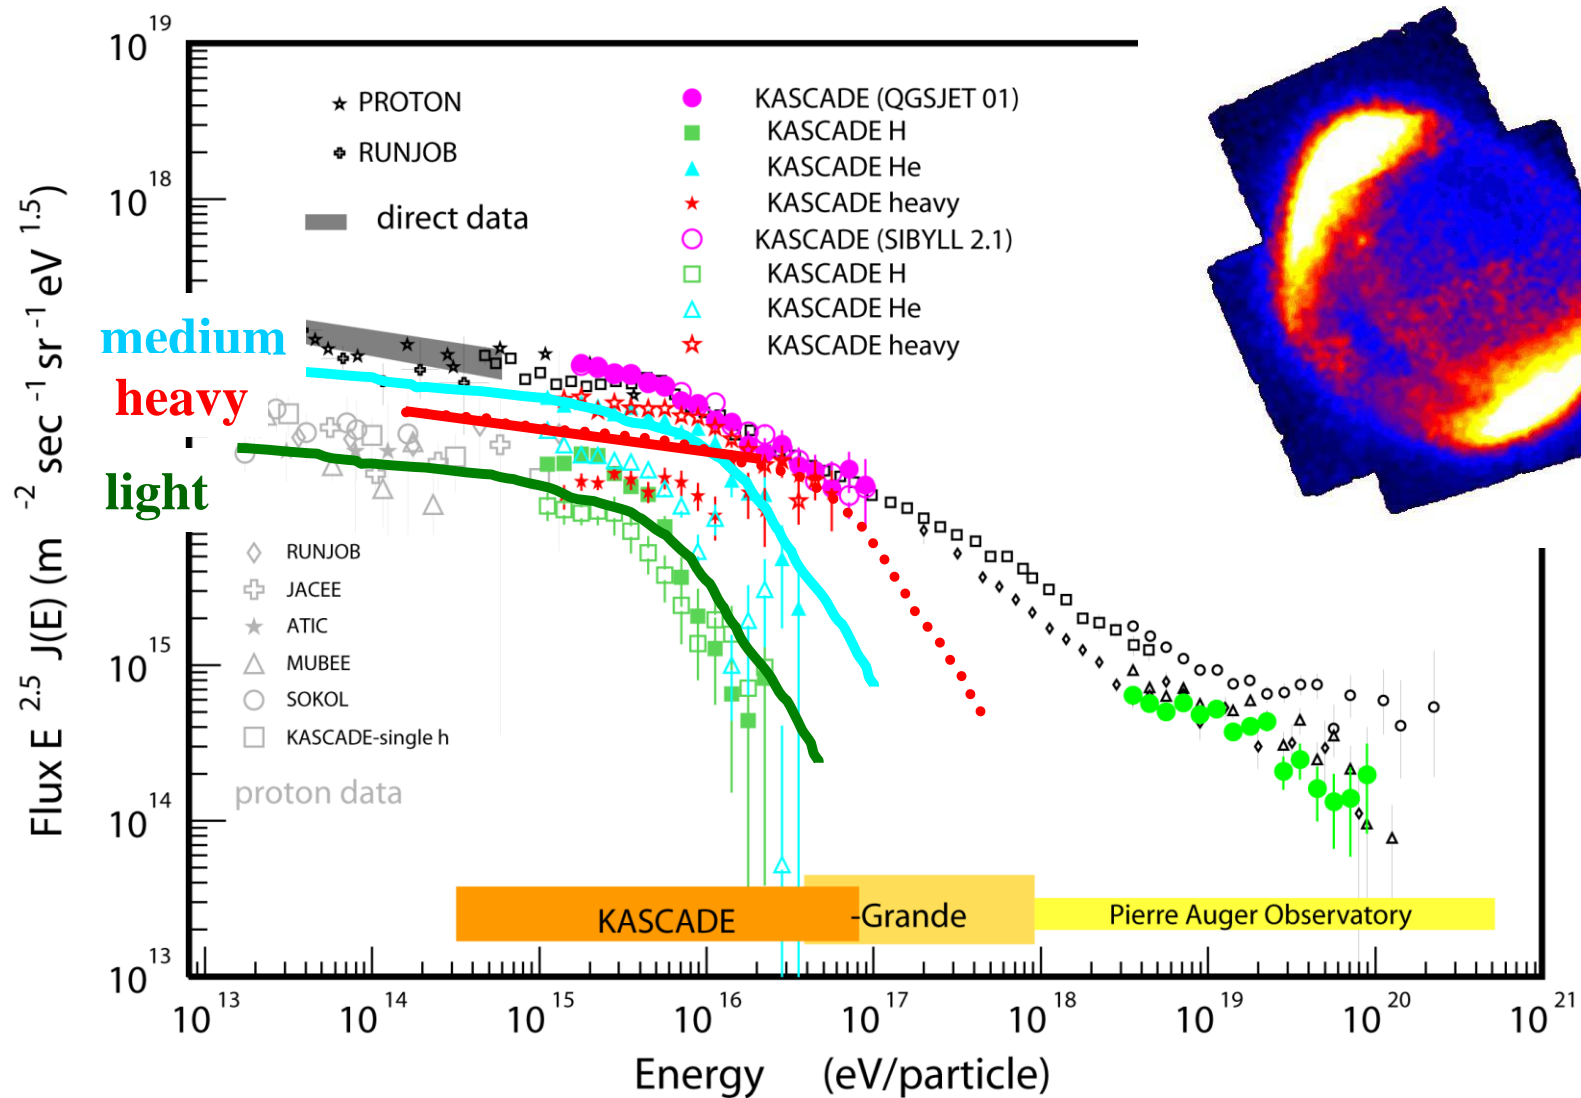 10 19
PROTON
RUNJOB
direct data
KASCADE (QGSJET 01)
KASCADE H
KASCADE He
KASCADE heavy
KASCADE (SIBYLL 2.1)
KASCADE H
KASCADE He
KASCADE heavy
10 18
medium
heavy
light
RUNJOB
JACEE
ATIC
MUBEE
SOKOL
KASCADE-single h
proton data
10 15
10 14
10 13
Flux E 2.5 J(E) (m -2 sec -1 sr -1 eV 1.5)
KASCADE
-Grande
Pierre Auger Observatory
10 13 10 14 10 15 10 16 10 17 10 18 10 19 10 20 10 21
Energy (eV/particle)